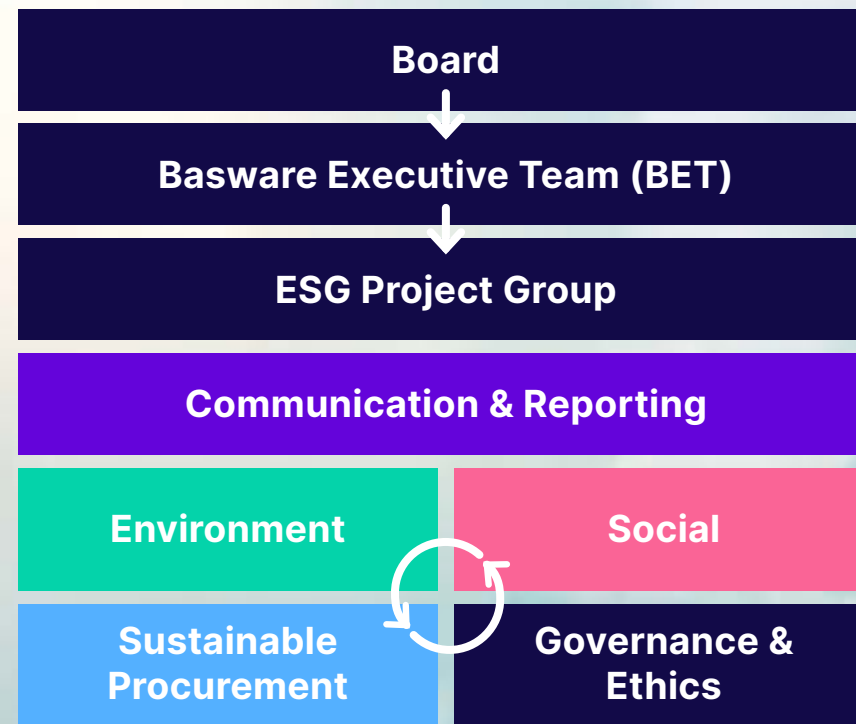 Board
Basware Executive Team (BET)
ESG Project Group
Communication & Reporting
Environment
Social
Sustainable
Procurement
Governance &
Ethics